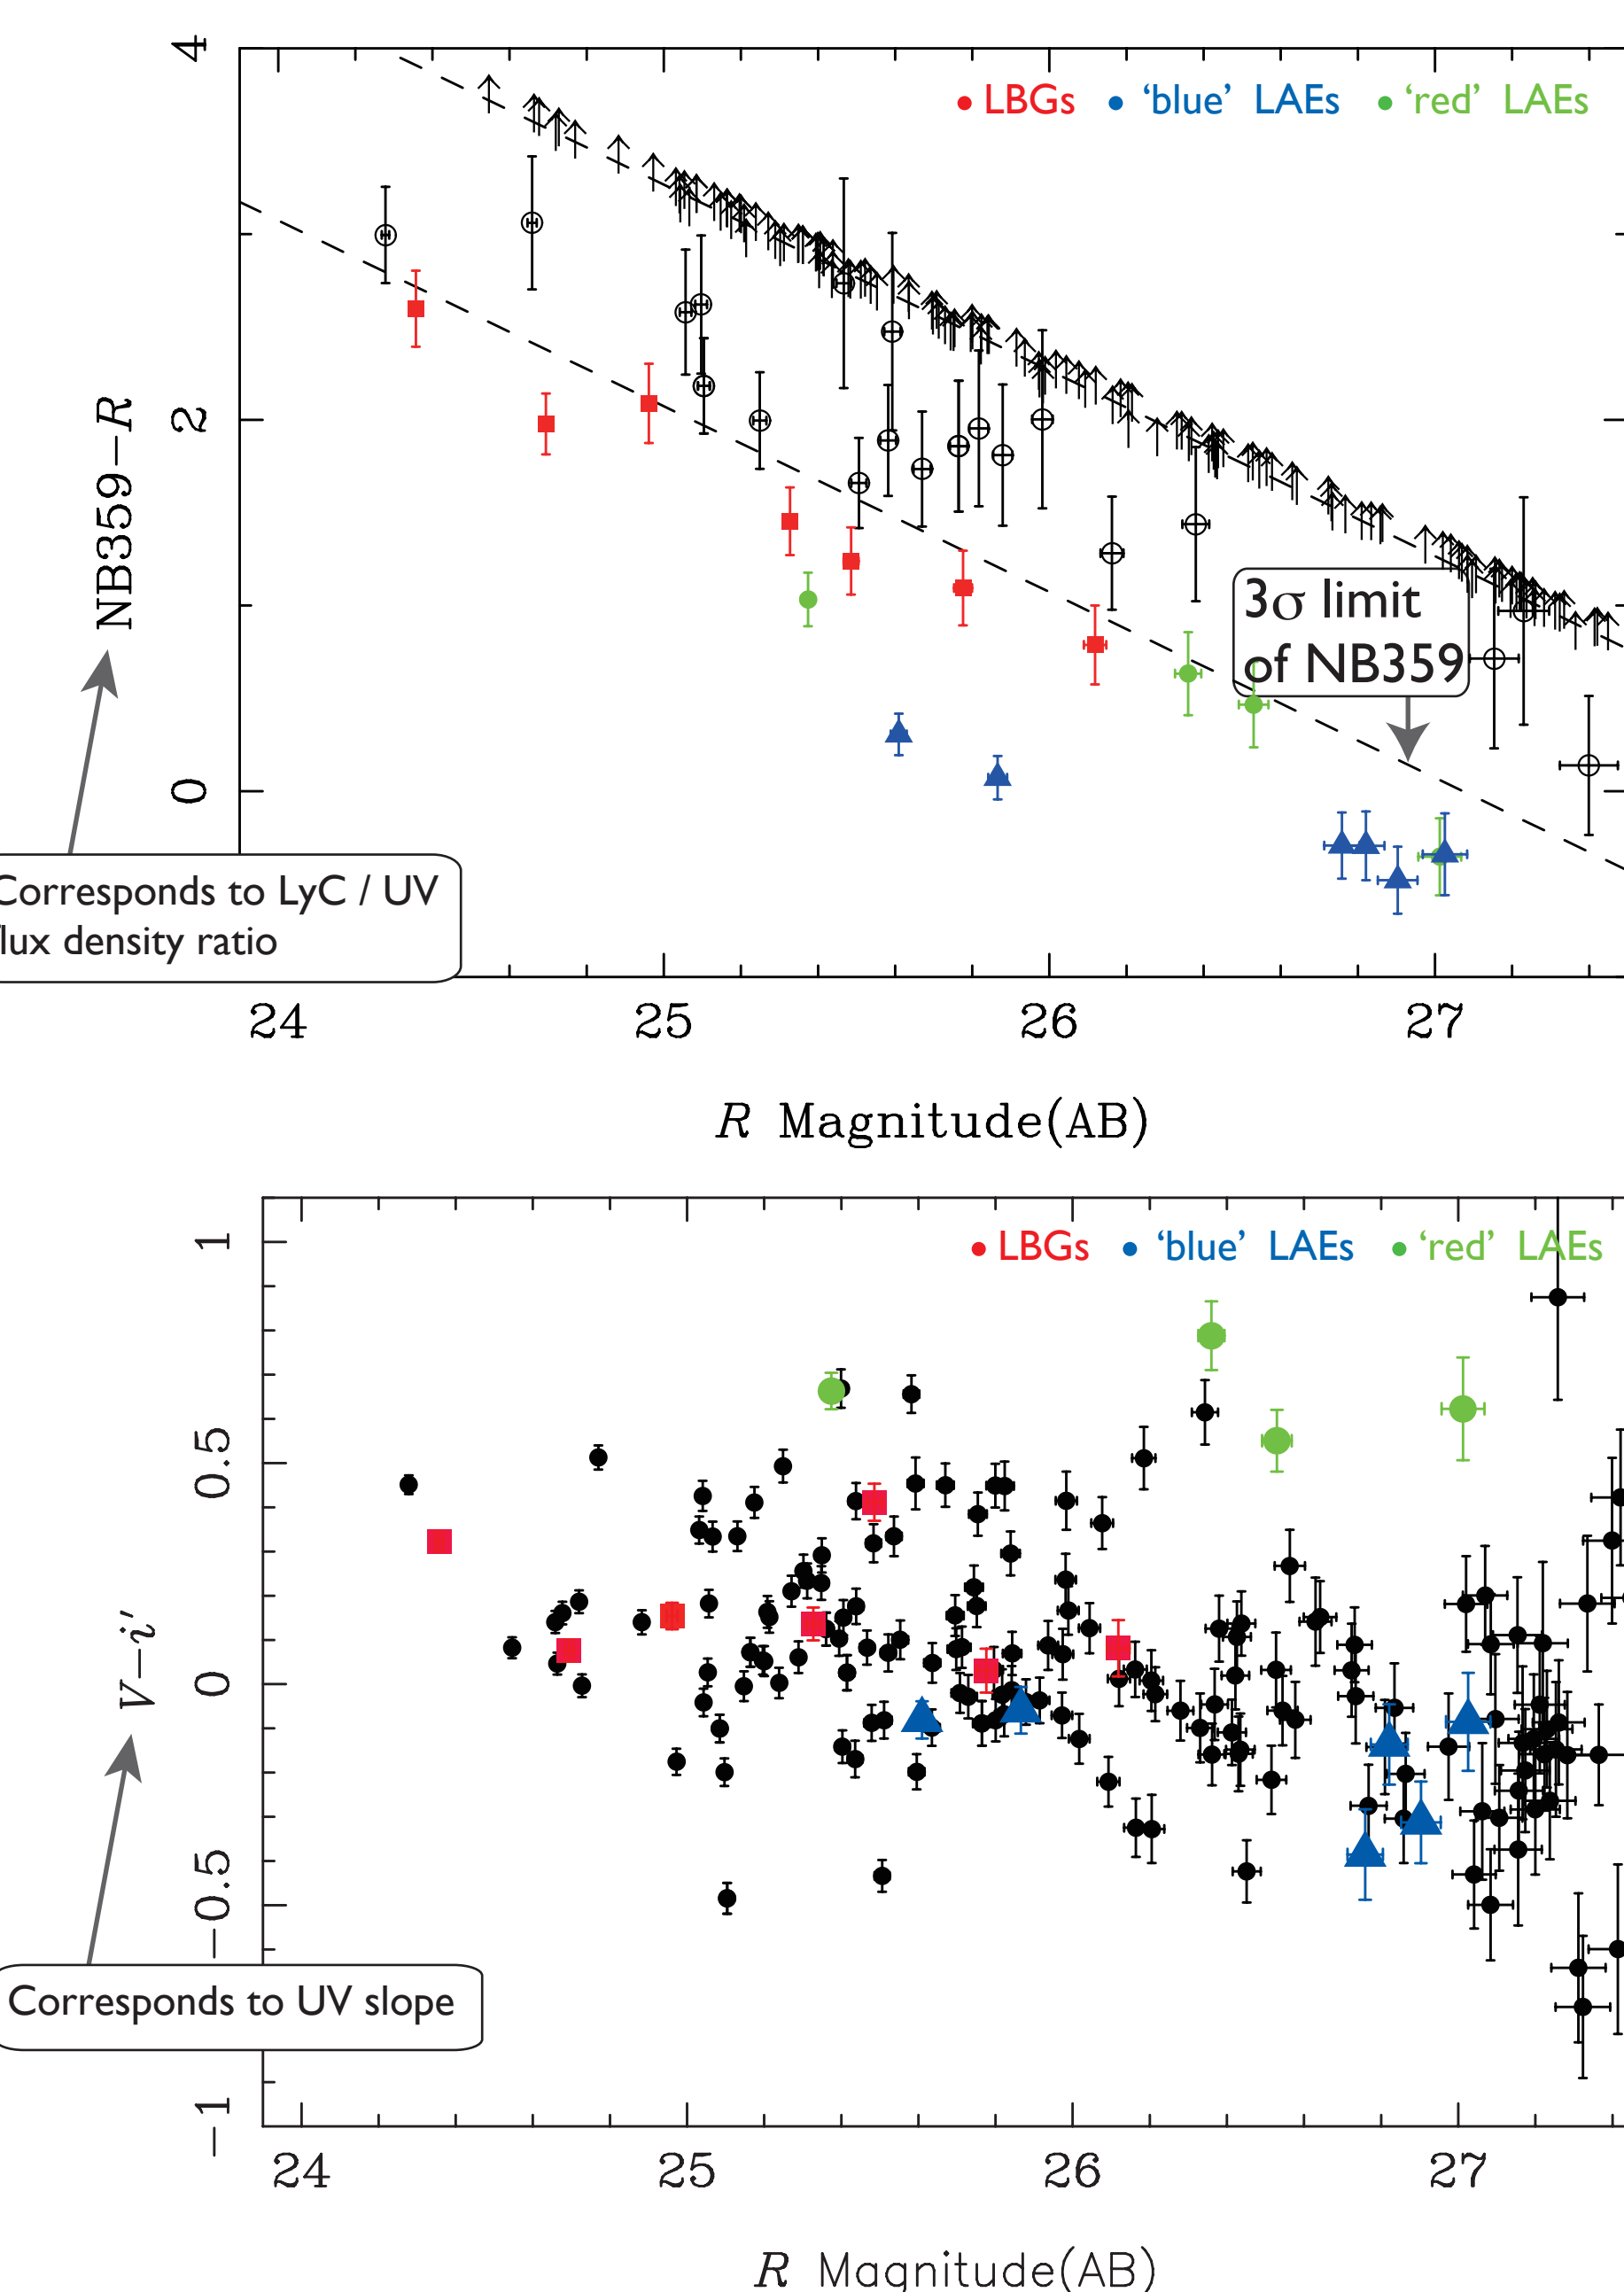 4
LBGs ‘blue’ LAEs ‘red’ LAEs
2
NB359−R
3σ limit
of NB359
0
Corresponds to LyC / UV
flux density ratio
24 25 26 27
R Magnitude(AB)
1
LBGs ‘blue’ LAEs ‘red’ LAEs
0.5
0
V−i′
−0.5
Corresponds to UV slope
−1
24 25 26 27
R Magnitude(AB)